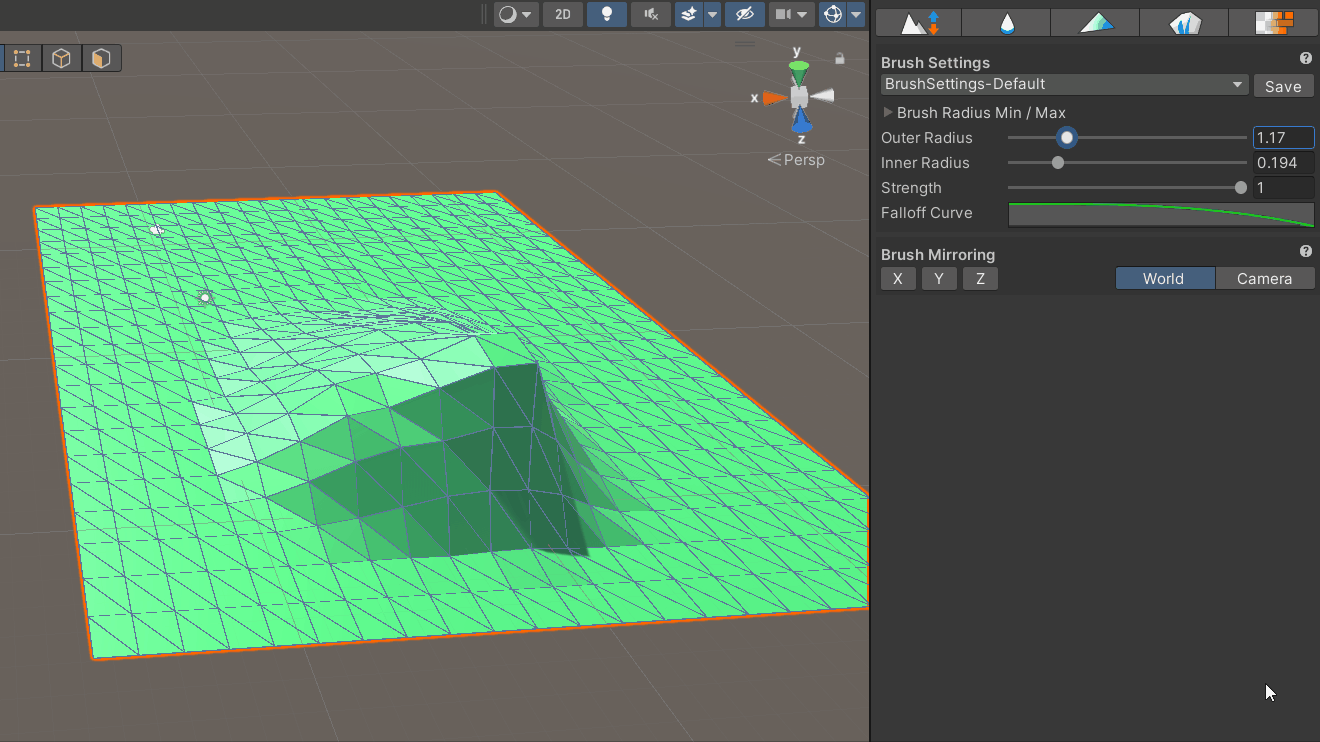 2D
y
x
z
Persp
Brush Settings
BrushSettings-Default
Save
Brush Radius Min / Max
Outer Radius 1.17
Inner Radius 0.194
Strength 1
Falloff Curve
Brush Mirroring
X Y Z World Camera